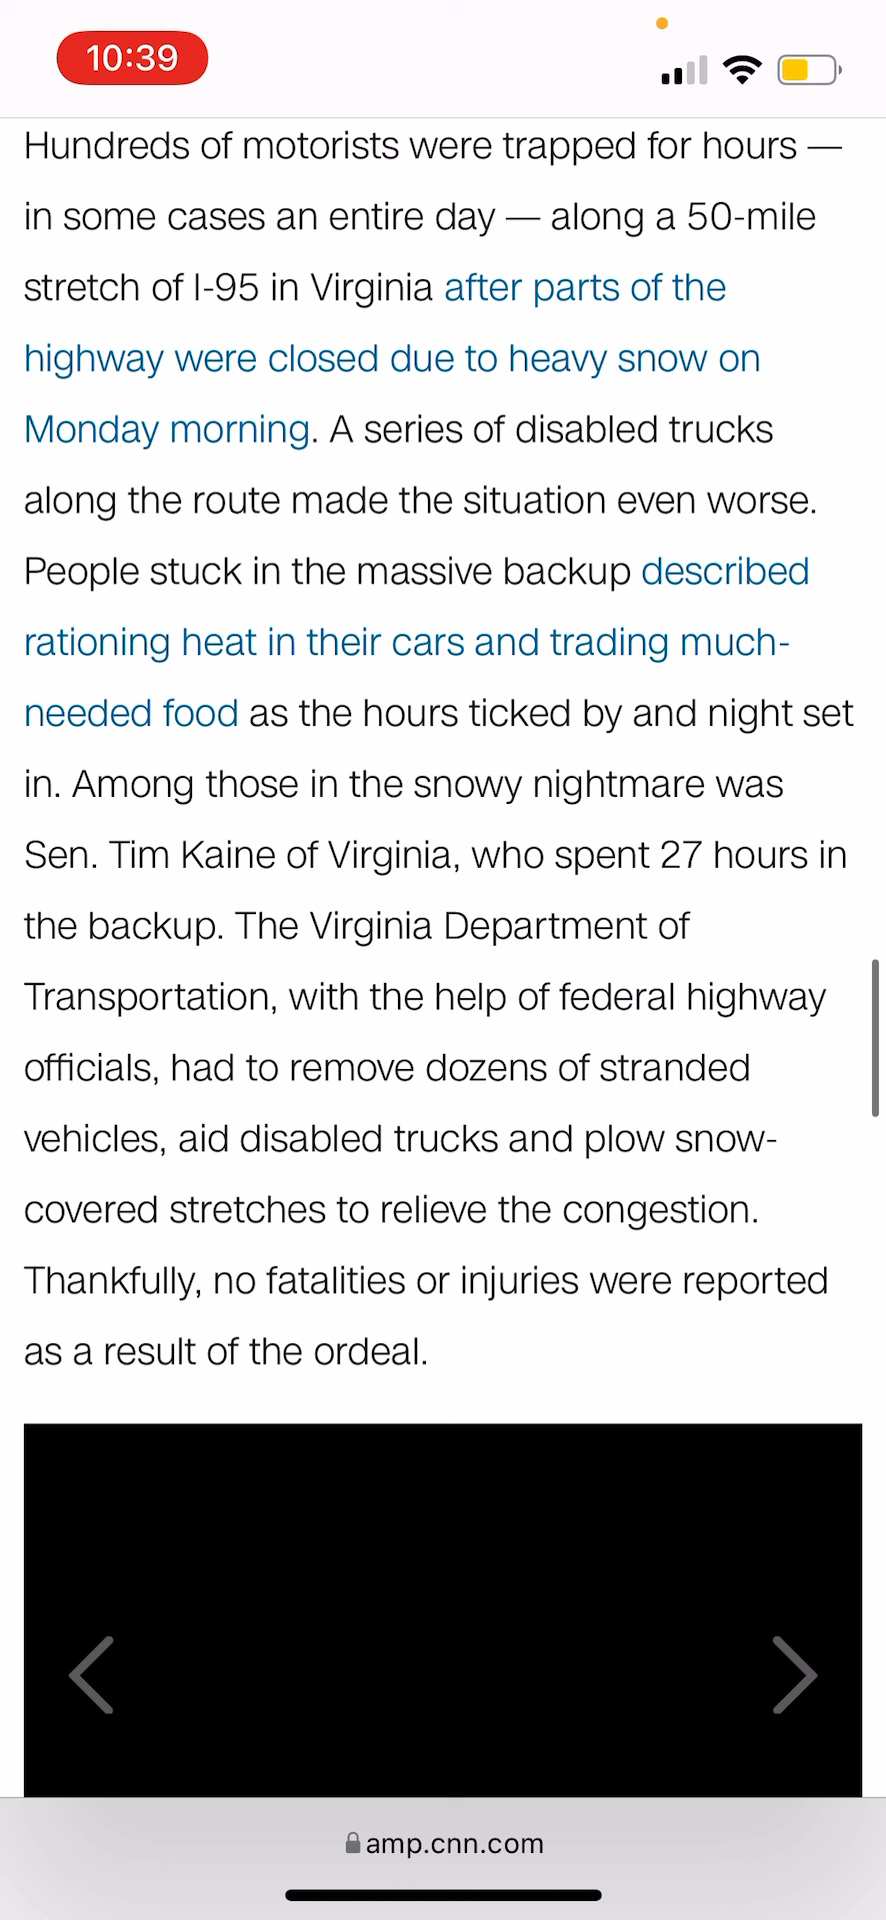 10:39
Hundreds of motorists were trapped for hours —
in some cases an entire day — along a 50-mile
stretch of I-95 in Virginia after parts of the
highway were closed due to heavy snow on
Monday morning. A series of disabled trucks
along the route made the situation even worse.
People stuck in the massive backup described
rationing heat in their cars and trading much-
needed food as the hours ticked by and night set
in. Among those in the snowy nightmare was
Sen. Tim Kaine of Virginia, who spent 27 hours in
the backup. The Virginia Department of
Transportation, with the help of federal highway
officials, had to remove dozens of stranded
vehicles, aid disabled trucks and plow snow-
covered stretches to relieve the congestion.
Thankfully, no fatalities or injuries were reported
as a result of the ordeal.
amp.cnn.com